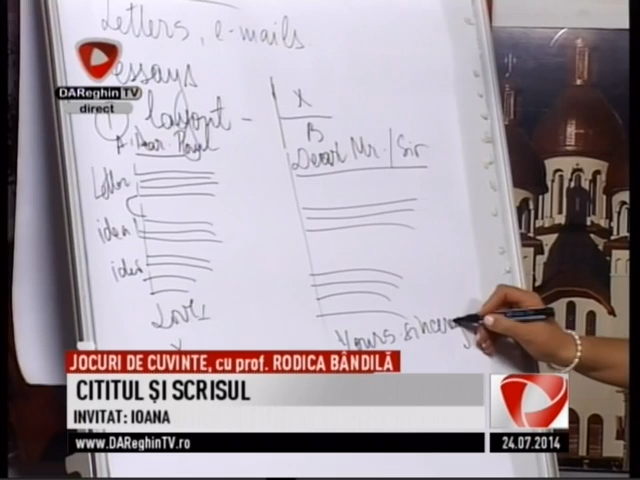 Letters, e-mails
essays
① layout -
DAReghin TV
direct
X
A. Dear
B
Dear Mr. / Sir
Letter
idea
idea
Love,
X
Yours sincerely
JOCURI DE CUVINTE, cu prof. RODICA BÂNDILĂ
CITITUL ȘI SCRISUL
INVITAT: IOANA
www.DAReghinTV.ro
24.07.2014